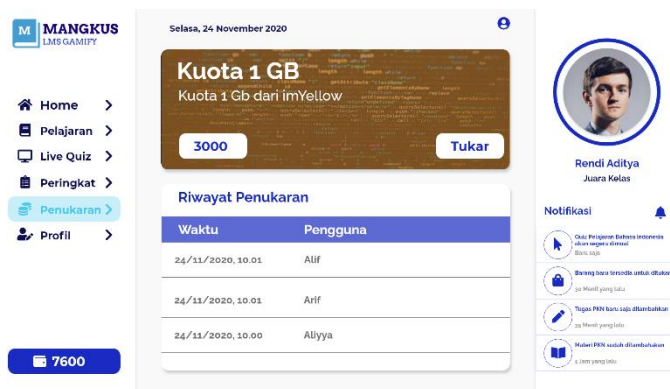 M MANGKUS
LMS GAMIFY
Home
Pelajaran
Live Quiz
Peringkat
Penukaran
Profil
7600
Selasa, 24 November 2020
Kuota 1 GB
Kuota 1 Gb dari imYellow
3000
Tukar
Riwayat Penukaran
Waktu Pengguna
24/11/2020, 10.01 Alif
24/11/2020, 10.01 Arif
24/11/2020, 10.00 Aliyya
Rendi Aditya
Juara Kelas
Notifikasi
Quiz Pelajaran Bahasa Indonesia
akan segera dimuai
Baru saja
Barang baru tersedia untuk ditukar
30 Menit yang lalu
Tugas PKN baru saja ditambahkan
Menit yang lalu
Materi PKN sudah ditambahakan
1 Jam yang lalu